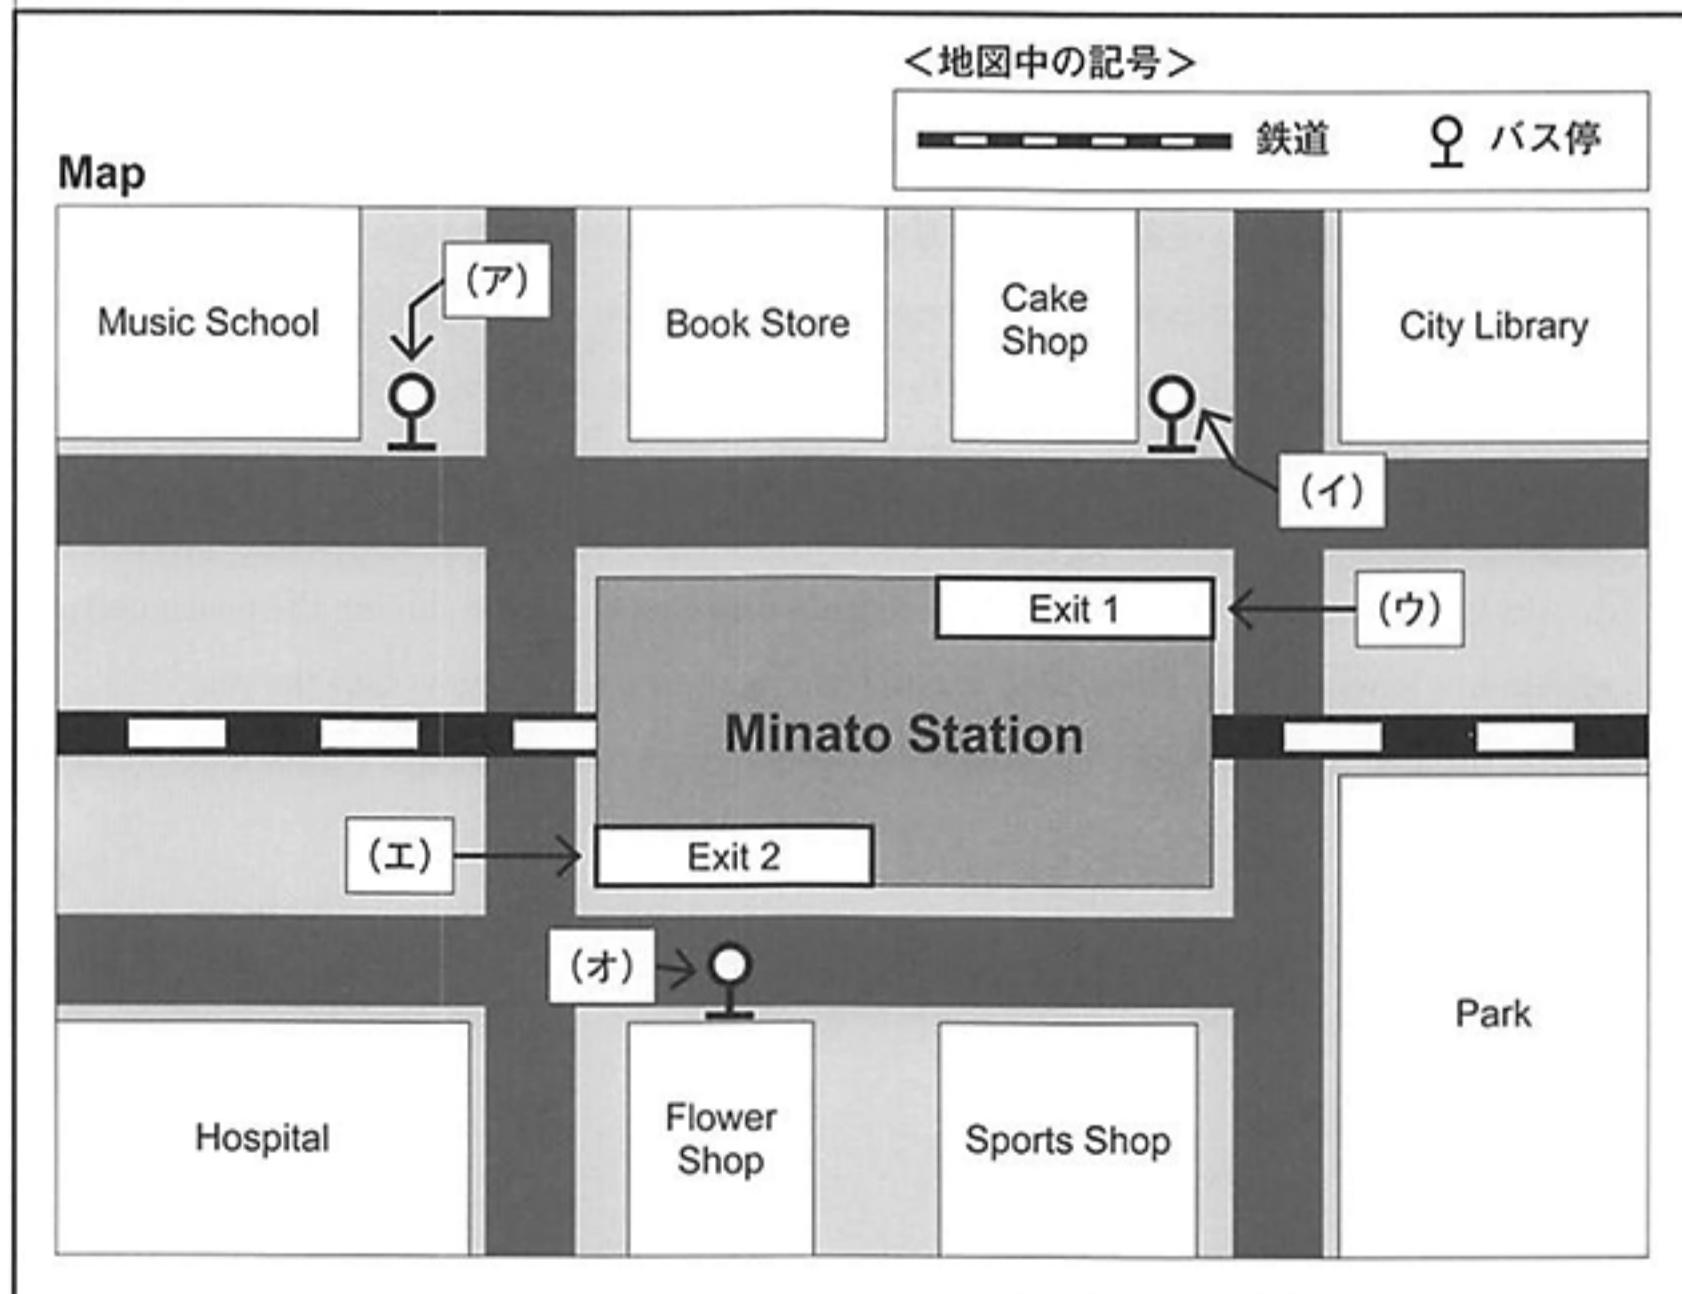 <地図中の記号>
鉄道 バス停
Map
(ア)
Music School
Book Store
Cake
Shop
City Library
(イ)
Exit 1
(ウ)
Minato Station
(エ)
Exit 2
(オ)
Park
Hospital
Flower
Shop
Sports Shop